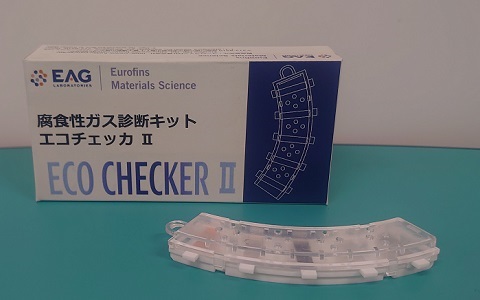 EAG
LABORATORIES
Eurofins
Materials Science
腐食性ガス診断キット
エコチェッカ Ⅱ
ECO CHECKER Ⅱ